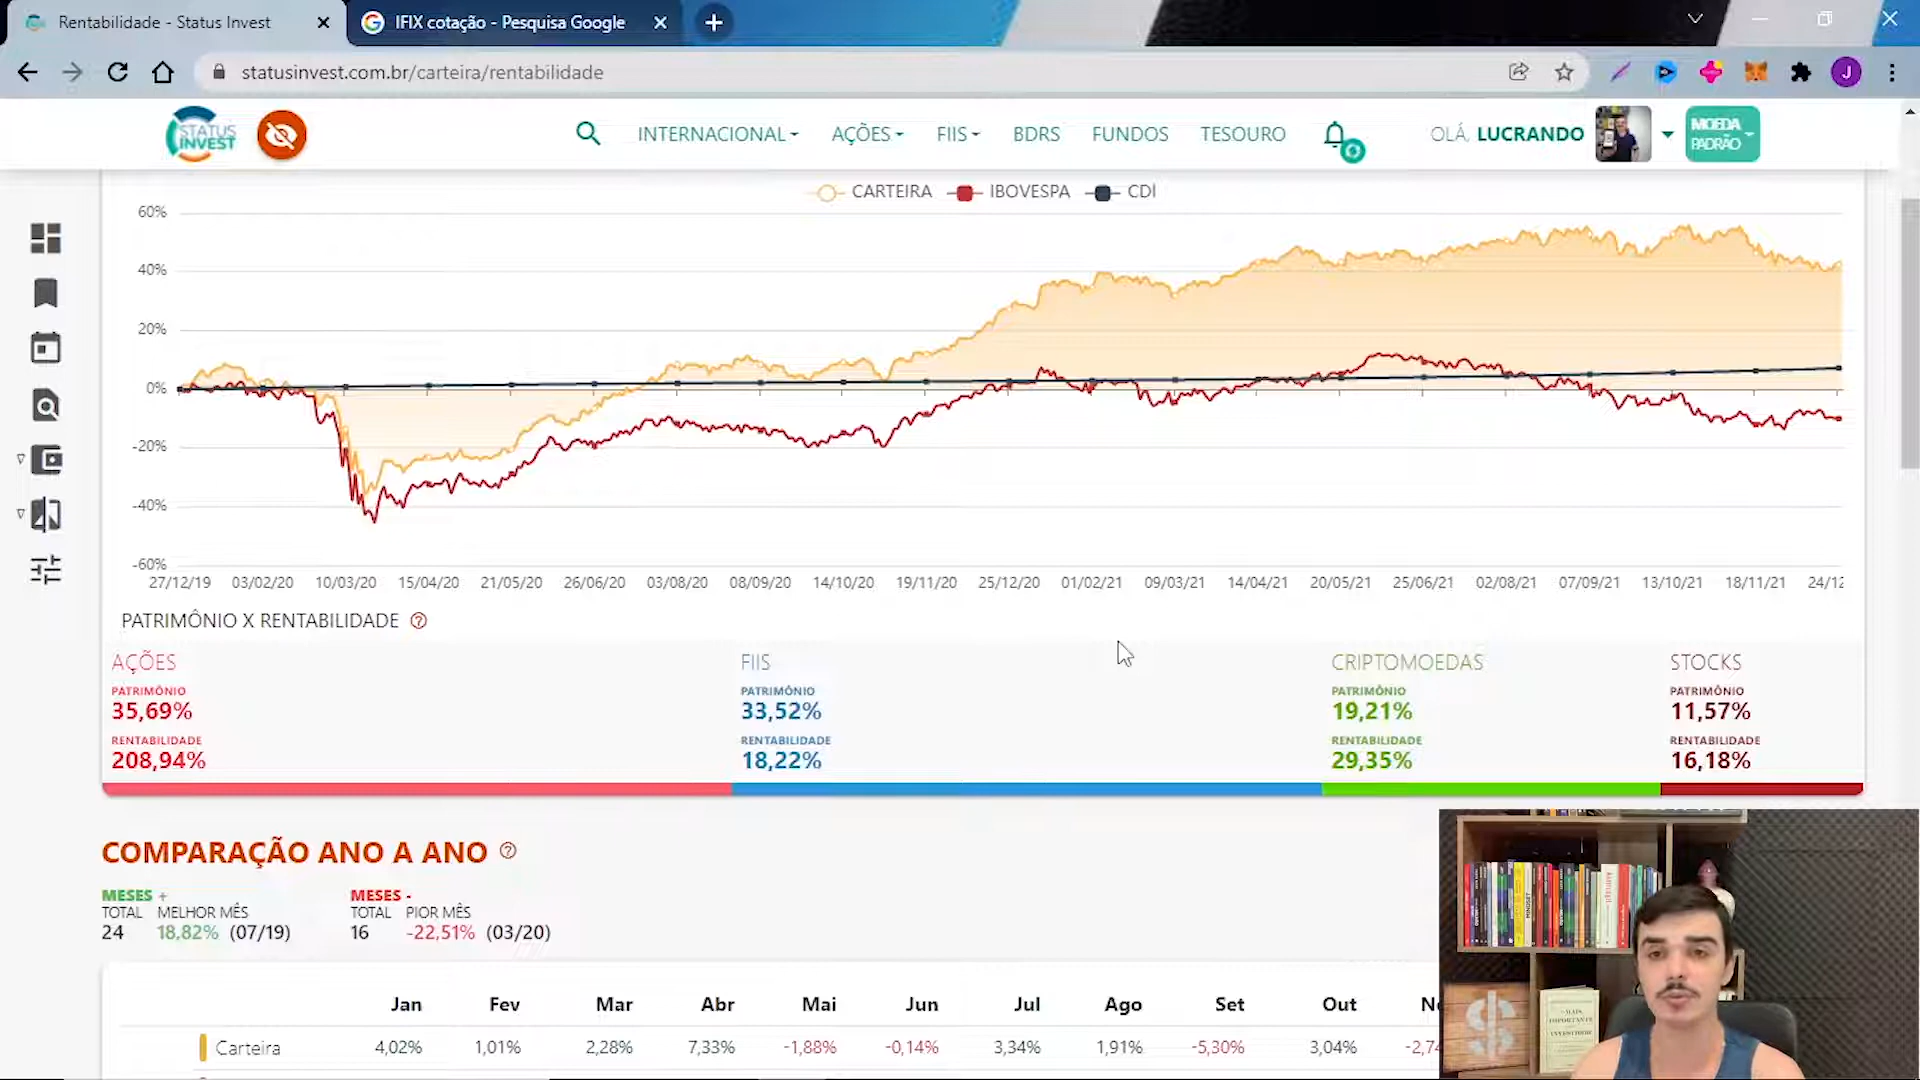 Rentabilidade - Status Invest
IFIX cotação - Pesquisa Google
statusinvest.com.br/carteira/rentabilidade
J
STATUS
INVEST
INTERNACIONAL
AÇÕES
FIIS
BDRS
FUNDOS
TESOURO
OLÁ, LUCRANDO
MOEDA
PADRÃO
CARTEIRA
IBOVESPA
CDI
60%
40%
20%
0%
-20%
-40%
-60%
27/12/19 03/02/20 10/03/20 15/04/20 21/05/20 26/06/20 03/08/20 08/09/20 14/10/20 19/11/20 25/12/20 01/02/21 09/03/21 14/04/21 20/05/21 25/06/21 02/08/21 07/09/21 13/10/21 18/11/21 24/12
PATRIMÔNIO X RENTABILIDADE ?
AÇÕES
PATRIMÔNIO
35,69%
RENTABILIDADE
208,94%
FIIS
PATRIMÔNIO
33,52%
RENTABILIDADE
18,22%
CRIPTOMOEDAS
PATRIMÔNIO
19,21%
RENTABILIDADE
29,35%
STOCKS
PATRIMÔNIO
11,57%
RENTABILIDADE
16,18%
COMPARAÇÃO ANO A ANO ?
MESES +
TOTAL MELHOR MÊS
24 18,82% (07/19)
MESES -
TOTAL PIOR MÊS
16 -22,51% (03/20)
Jan Fev Mar Abr Mai Jun Jul Ago Set Out
Carteira 4,02% 1,01% 2,28% 7,33% -1,88% -0,14% 3,34% 1,91% -5,30% 3,04% -2,74
MAIS
IMPORTANTE